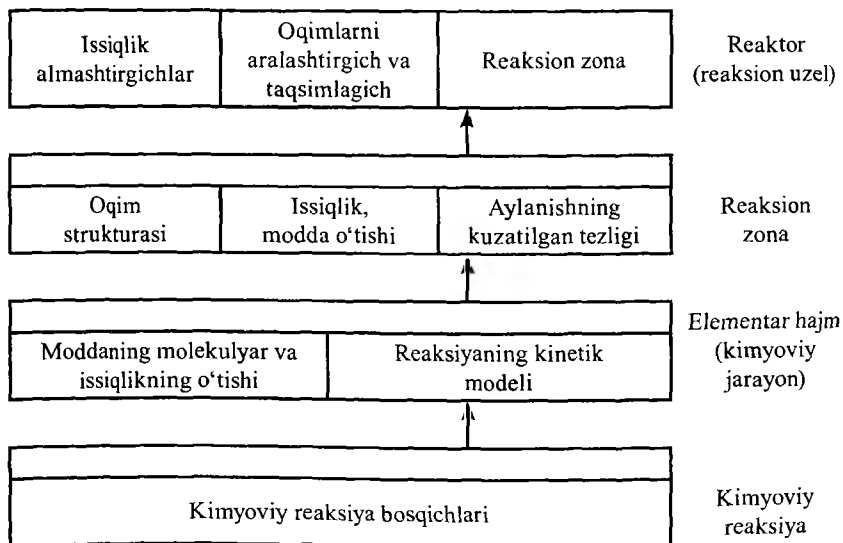 Issiqlik
almashtirgichlar
Oqimlarni
aralashtirgich va
taqsimlagich
Reaksion zona
Reaktor
(reaksion uzel)
Oqim
strukturasi
Issiqlik,
modda o‘tishi
Aylanishning
kuzatilgan tezligi
Reaksion
zona
Moddaning molekulyar va
issiqlikning o‘tishi
Reaksiyaning kinetik
modeli
Elementar hajm
(kimyoviy
jarayon)
Kimyoviy reaksiya bosqichlari
Kimyoviy
reaksiya